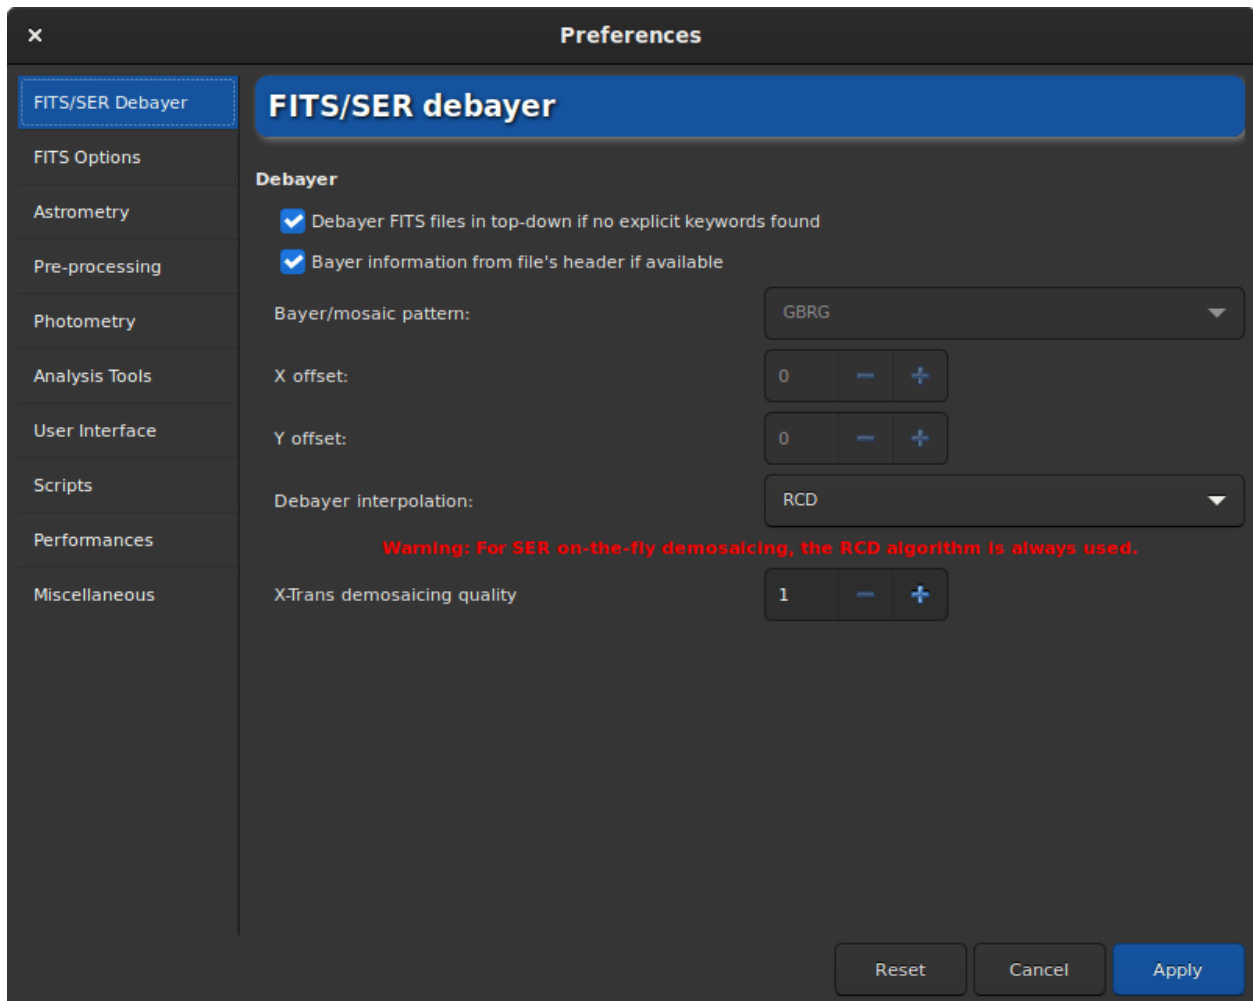 Preferences
FITS/SER Debayer
FITS Options
Astrometry
Pre-processing
Photometry
Analysis Tools
User Interface
Scripts
Performances
Miscellaneous
FITS/SER debayer
Debayer
Debayer FITS files in top-down if no explicit keywords found
Bayer information from file's header if available
Bayer/mosaic pattern: GBRG
X offset: 0
Y offset: 0
Debayer interpolation: RCD
Warning: For SER on-the-fly demosaicing, the RCD algorithm is always used.
X-Trans demosaicing quality 1
Reset Cancel Apply